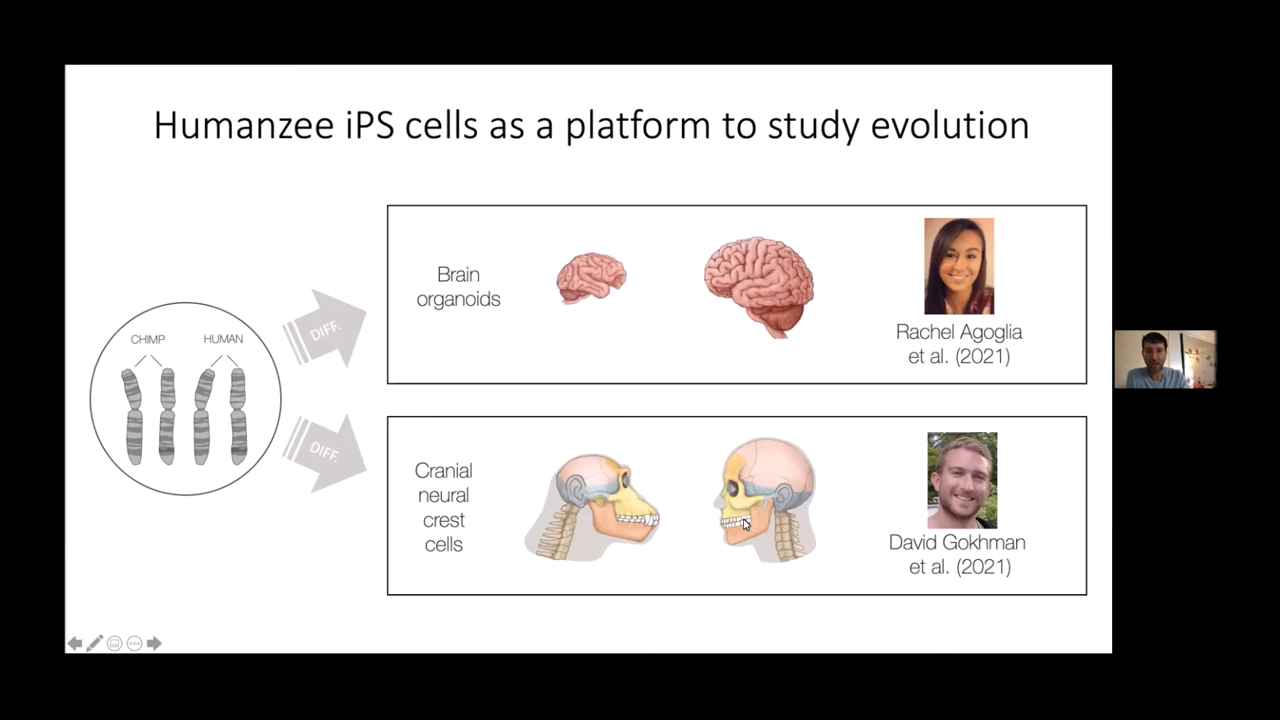 Humanzee iPS cells as a platform to study evolution
CHIMP HUMAN
DIFF.
DIFF.
Brain
organoids
Rachel Agoglia
et al. (2021)
Cranial
neural
crest
cells
David Gokhman
et al. (2021)